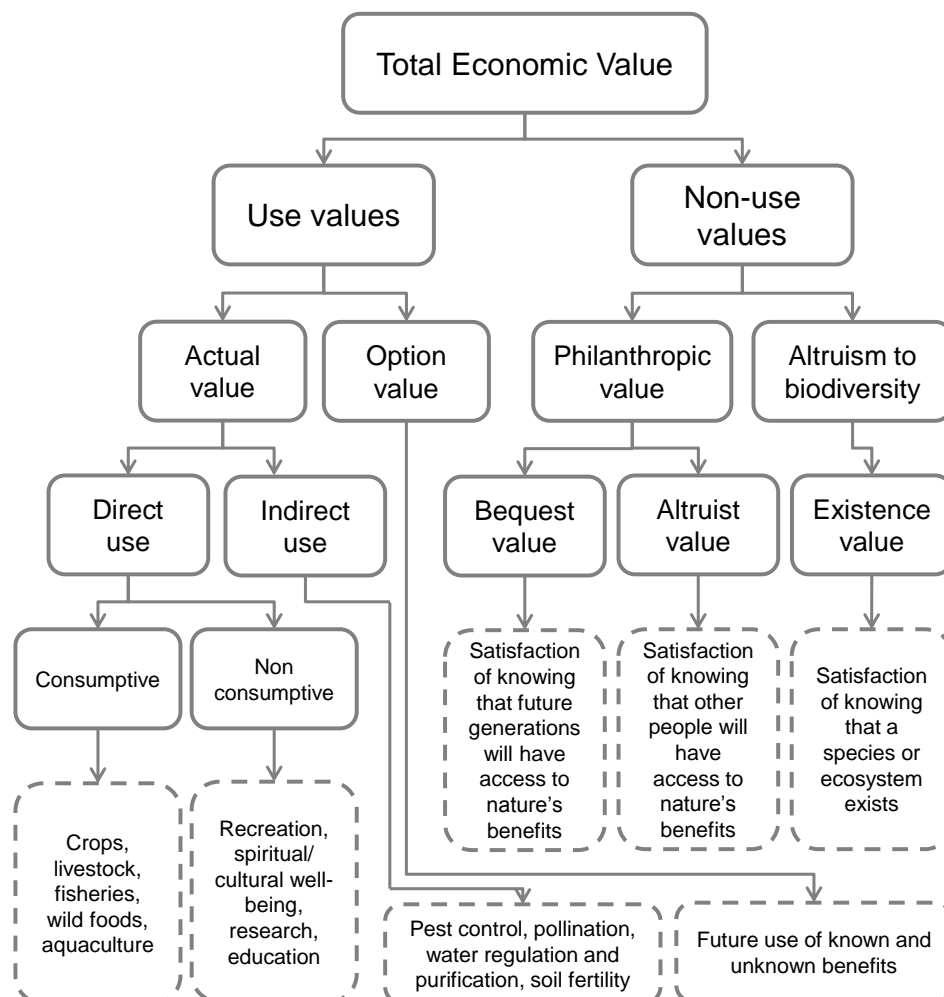 Total Economic Value
Use values
Non-use
values
Actual
value
Option
value
Philanthropic
value
Altruism to
biodiversity
Direct
use
Indirect
use
Bequest
value
Altruist
value
Existence
value
Consumptive
Non
consumptive
Satisfaction
of knowing
that future
generations
will have
access to
nature’s
benefits
Satisfaction
of knowing
that other
people will
have
access to
nature’s
benefits
Satisfaction
of knowing
that a
species or
ecosystem
exists
Crops,
livestock,
fisheries,
wild foods,
aquaculture
Recreation,
spiritual/
cultural well-
being,
research,
education
Pest control, pollination,
water regulation and
purification, soil fertility
Future use of known and
unknown benefits